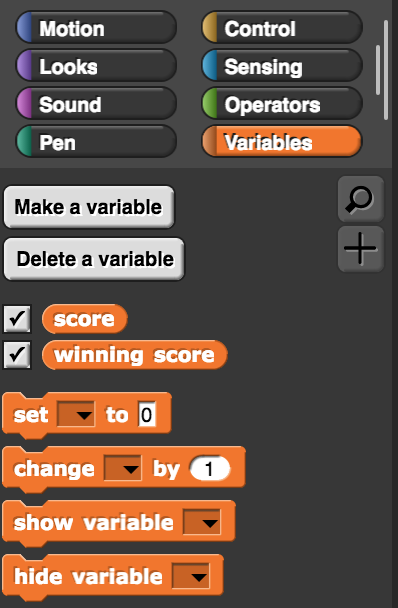 Motion Control
Looks Sensing
Sound Operators
Pen Variables
Make a variable
Delete a variable
score
winning score
set to 0
change by 1
show variable
hide variable